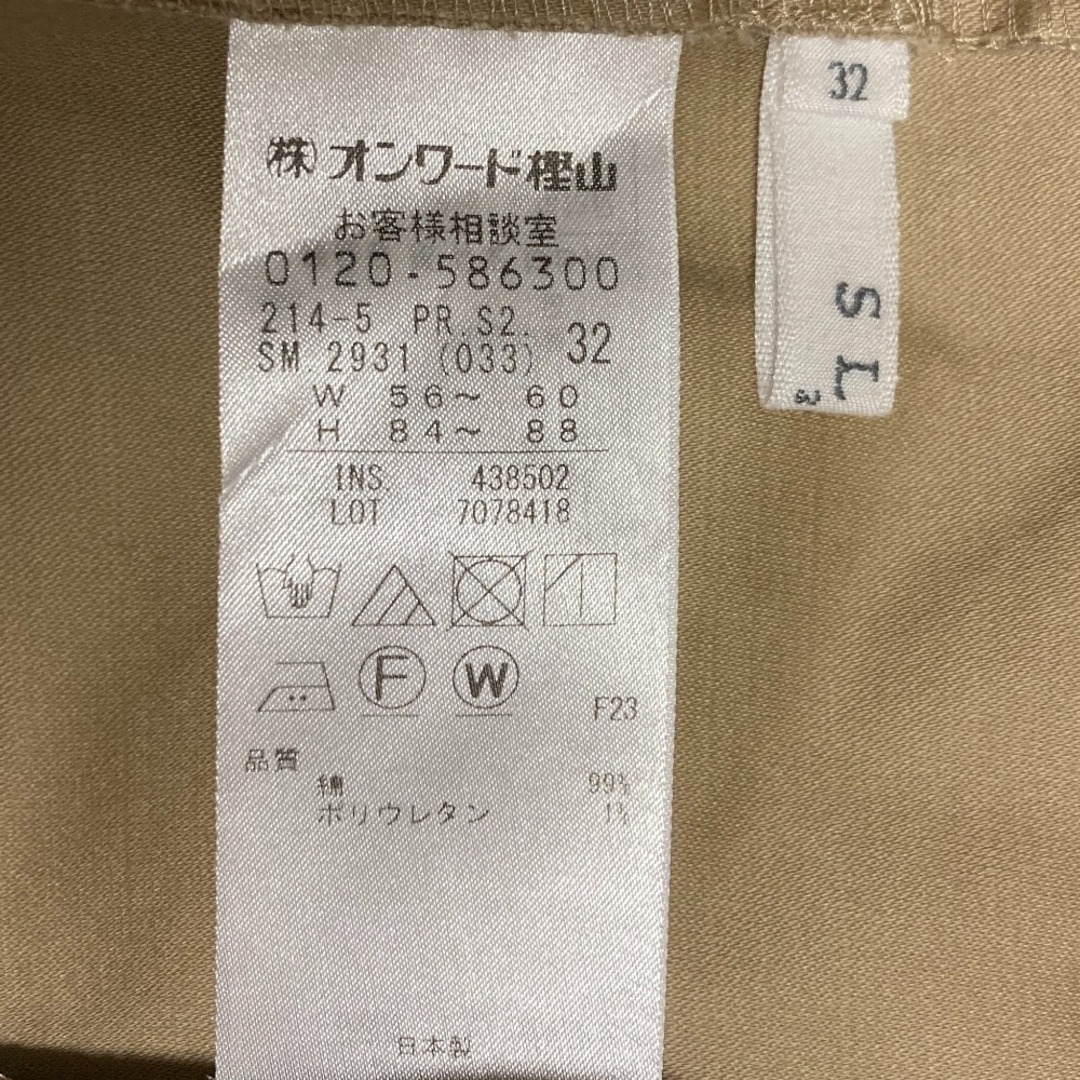 ㈱オンワード樫山
お客様相談室
0120-586300
214-5 PR.S2. 32
SM 2931 (033)
W 56~ 60
H 84~ 88
INS. 438502
LOT 7078418
F W
F23
品質
綿 99%
ポリウレタン 1%
日本製
32
SL
3